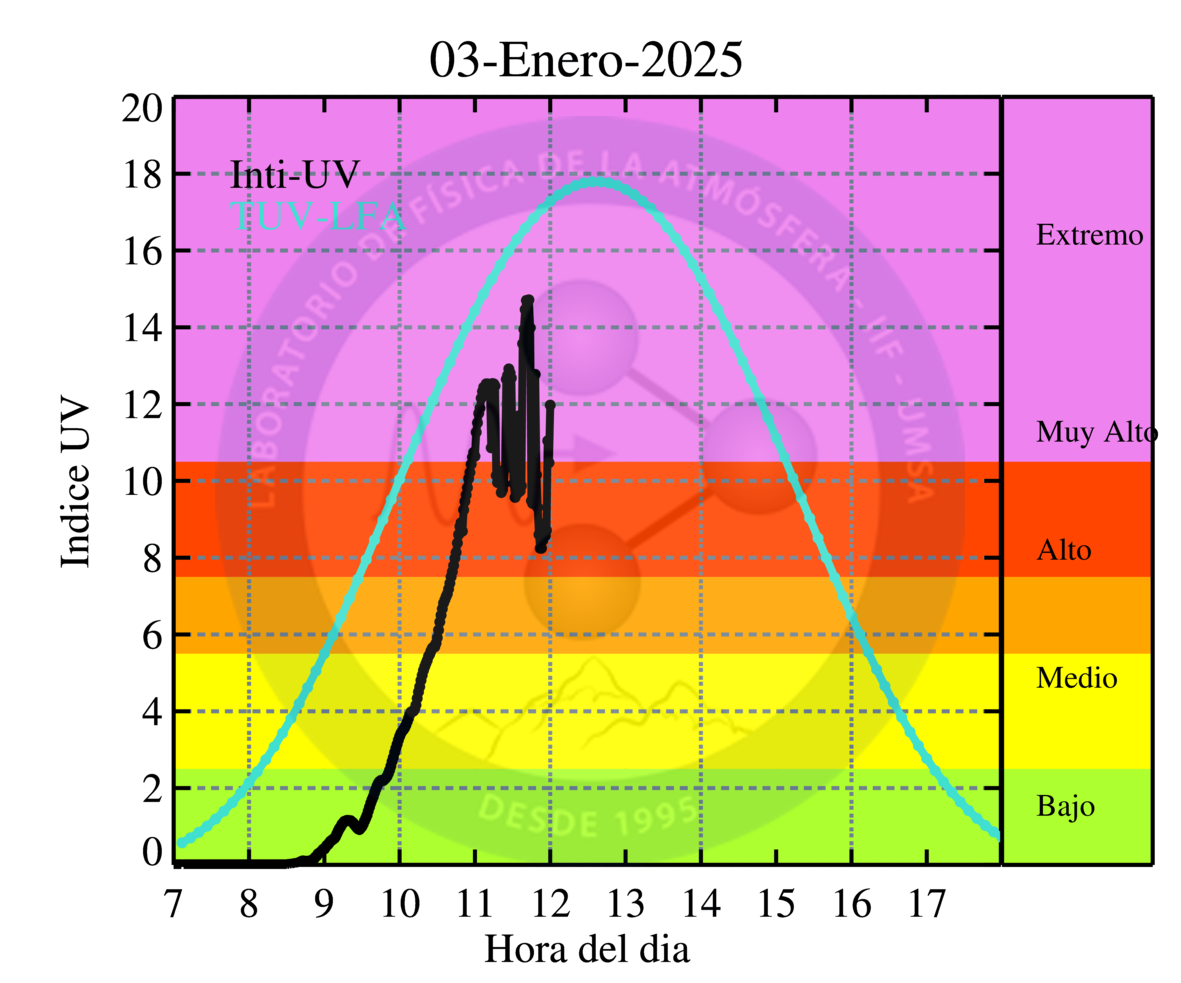 03-Enero-2025
20
18
16
14
12
10
8
6
4
2
0
Indice UV
Inti-UV
TUV-LFA
LABORATORIO DE FÍSICA DE LA ATMÓSFERA - IIF - UMSA
DESDE 1995
Extremo
Muy Alto
Alto
Medio
Bajo
7 8 9 10 11 12 13 14 15 16 17
Hora del dia